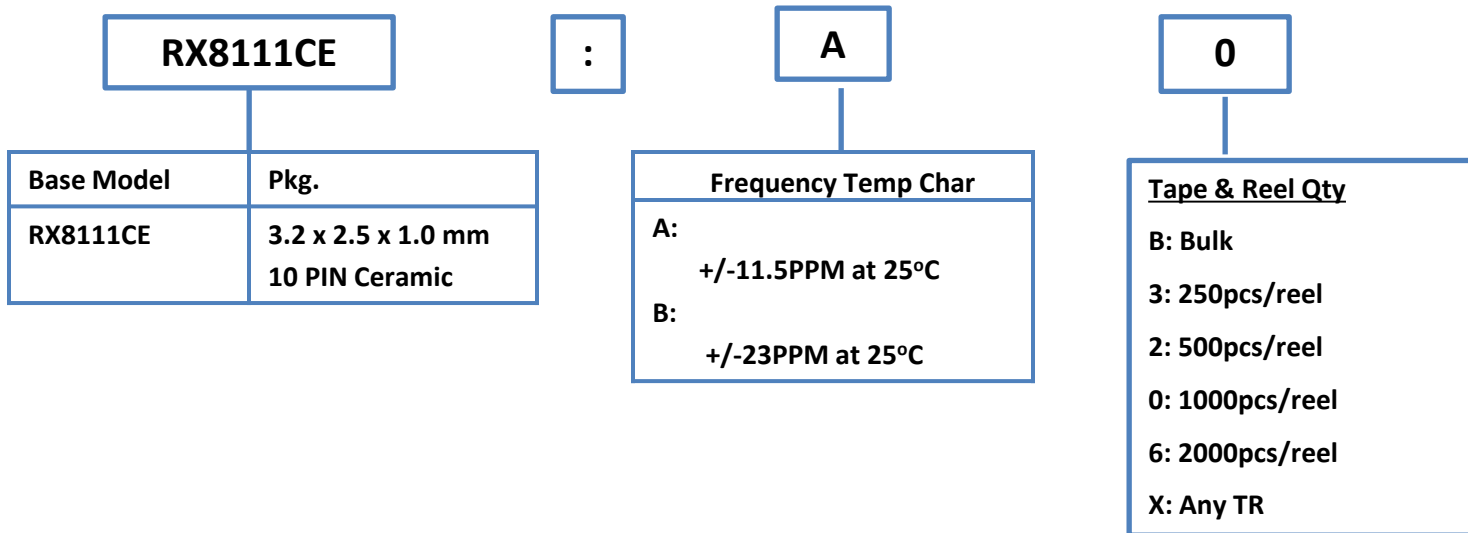 RX8111CE
:
A
0
Base Model
Pkg.
RX8111CE
3.2 x 2.5 x 1.0 mm
10 PIN Ceramic
Frequency Temp Char
A:
+/-11.5PPM at 25°C
B:
+/-23PPM at 25°C
Tape & Reel Qty
B: Bulk
3: 250pcs/reel
2: 500pcs/reel
0: 1000pcs/reel
6: 2000pcs/reel
X: Any TR